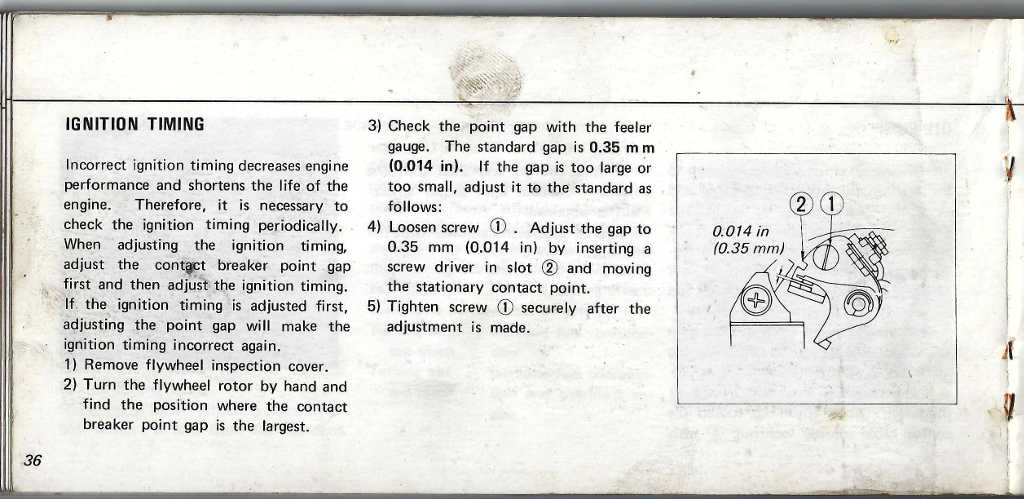 IGNITION TIMING
Incorrect ignition timing decreases engine
performance and shortens the life of the
engine. Therefore, it is necessary to
check the ignition timing periodically.
When adjusting the ignition timing,
adjust the contact breaker point gap
first and then adjust the ignition timing.
If the ignition timing is adjusted first,
adjusting the point gap will make the
ignition timing incorrect again.
1) Remove flywheel inspection cover.
2) Turn the flywheel rotor by hand and
find the position where the contact
breaker point gap is the largest.
3) Check the point gap with the feeler
gauge. The standard gap is 0.35 m m
(0.014 in). If the gap is too large or
too small, adjust it to the standard as
follows:
4) Loosen screw ①. Adjust the gap to
0.35 mm (0.014 in) by inserting a
screw driver in slot ② and moving
the stationary contact point.
5) Tighten screw ① securely after the
adjustment is made.
② ①
0.014 in
(0.35 mm)
36